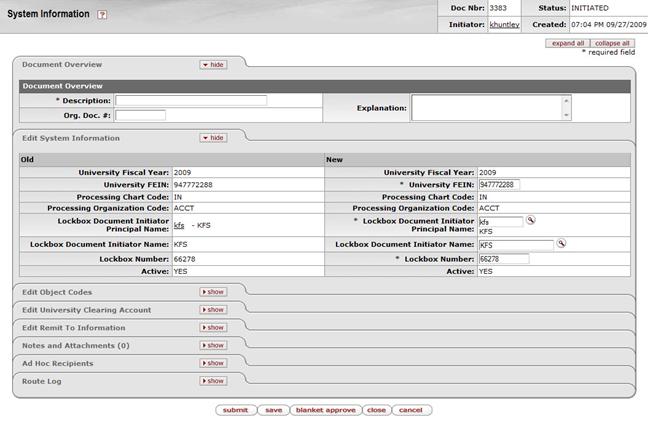 System Information ?
Doc Nbr: 3383 Status: INITIATED
Initiator: khuntley Created: 07:04 PM 09/27/2009
expand all collapse all
* required field
Document Overview hide
Document Overview
* Description: Explanation:
Org. Doc. #:
Edit System Information hide
Old New
University Fiscal Year: 2009 University Fiscal Year: 2009
University FEIN: 947772288 * University FEIN: 947772288
Processing Chart Code: IN Processing Chart Code: IN
Processing Organization Code: ACCT Processing Organization Code: ACCT
Lockbox Document Initiator Principal Name: kfs - KFS * Lockbox Document Initiator Principal Name: kfs KFS
Lockbox Document Initiator Name: KFS Lockbox Document Initiator Name: KFS
Lockbox Number: 66278 * Lockbox Number: 66278
Active: YES Active: YES
Edit Object Codes show
Edit University Clearing Account show
Edit Remit To Information show
Notes and Attachments (0) show
Ad Hoc Recipients show
Route Log show
submit save blanket approve close cancel